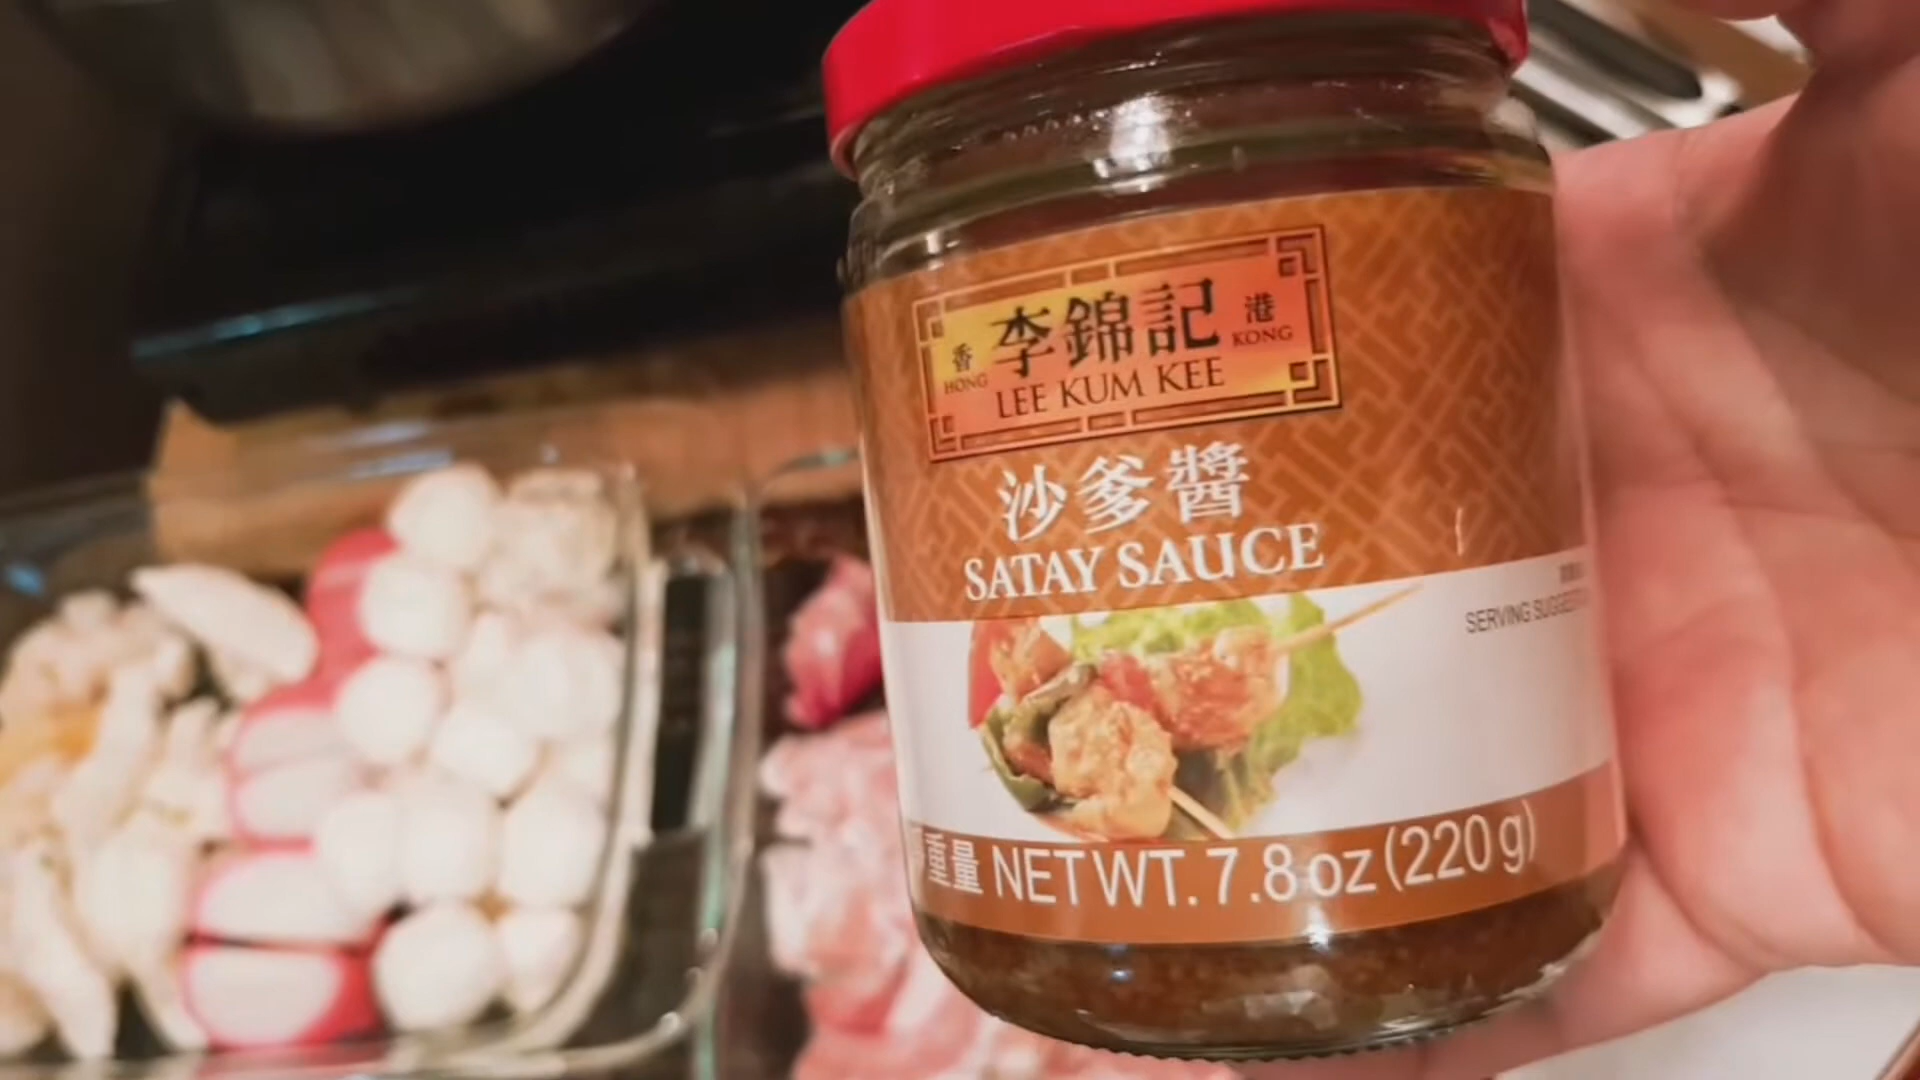 香 李錦記 港
HONG LEE KUM KEE KONG
沙爹醬
SATAY SAUCE
SERVING
重量 NET WT. 7.8 oz (220 g)